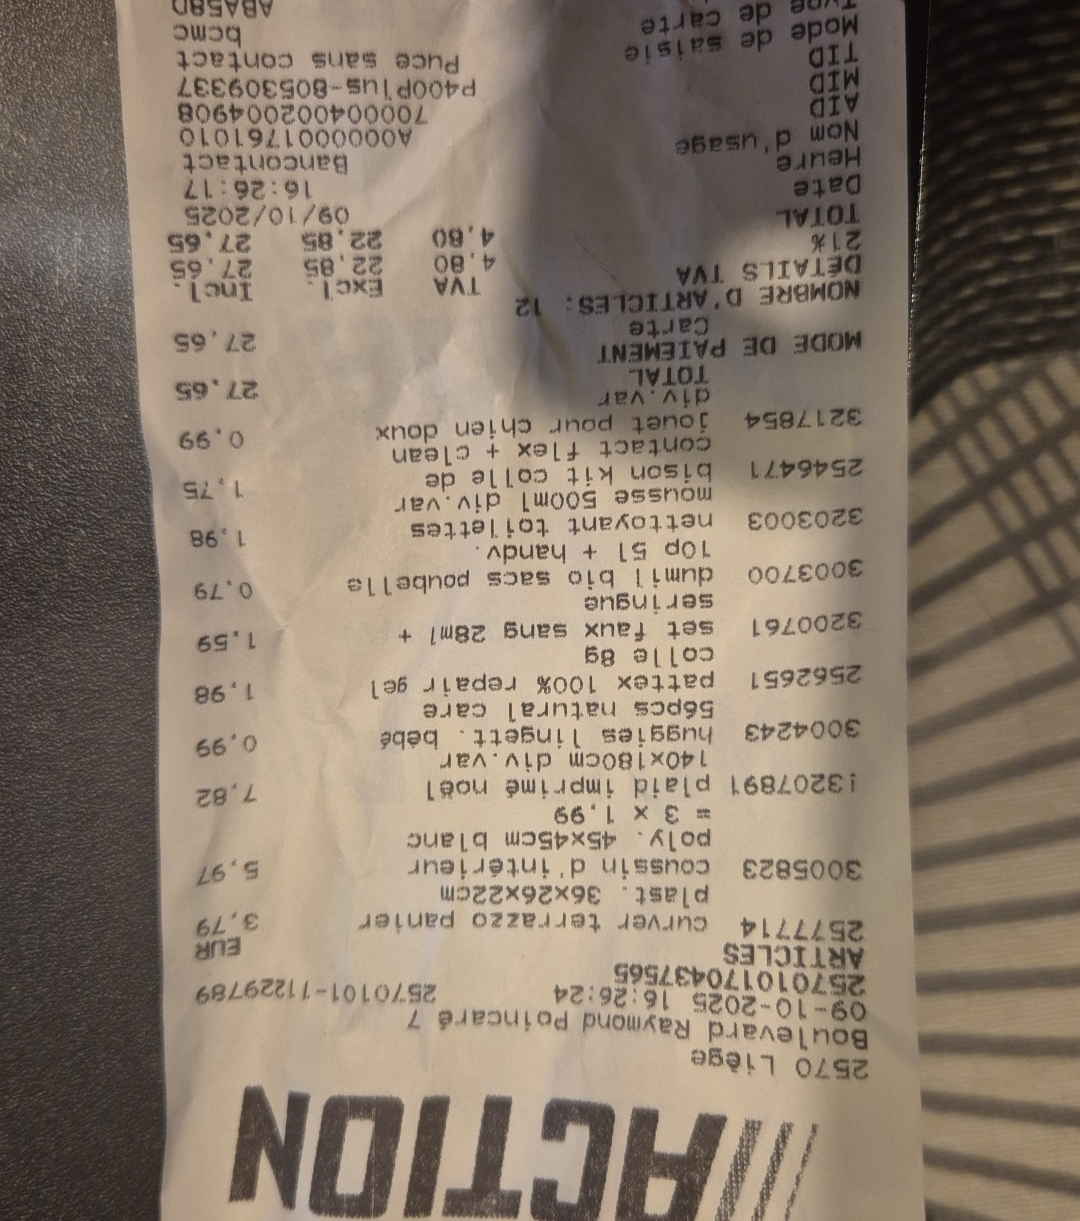 ACTION
2570 Liège
Boulevard Raymond Poincaré 7
09-10-2025 16:26:24 2570101-11229789
257010170437565
ARTICLES EUR
2577714 curver terrazzo panier 3,79
plast. 36x26x22cm
3005823 coussin d'intérieur 5,97
poly. 45x45cm blanc
= 3 x 1,99
!3207891 plaid imprimé noël 7,82
140x180cm div.var
3004243 huggies lingett. bébé 0,99
56pcs natural care
2562651 pattex 100% repair gel 1,98
colle 8g
3200761 set faux sang 28ml + 1,59
seringue
3003700 dumil bio sacs poubelle 0,79
10p 5l + handv.
3203003 nettoyant toilettes 1,98
mousse 500ml div.var
2546471 bison kit colle de 1,75
contact flex + clean
3217854 jouet pour chien doux 0,99
div.var
TOTAL 27,65
MODE DE PAIEMENT
Carte 27,65
NOMBRE D'ARTICLES: 12
DÉTAILS TVA TVA Excl. Incl.
21% 4,80 22,85 27,65
TOTAL 4,80 22,85 27,65
Date 09/10/2025
Heure 16:26:17
Nom d'usage Bancontact
AID A0000001761010
MID 700004002004908
TID p400Plus-805309337
Mode de saisie Puce sans contact
Type de carte bcmc
ABA58D